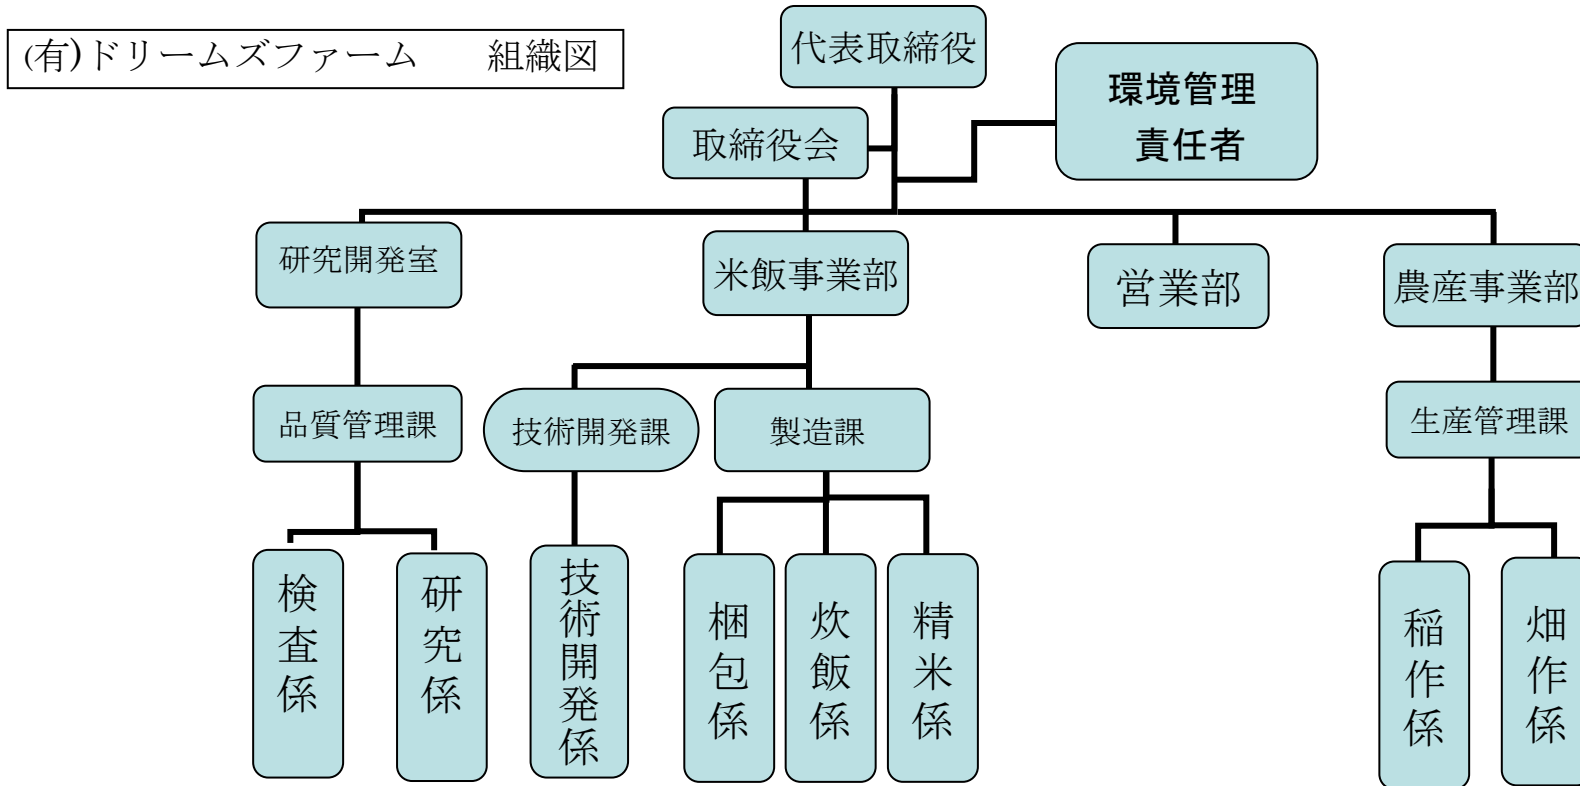 (有)ドリームズファーム　組織図
代表取締役
環境管理
責任者
取締役会
研究開発室
米飯事業部
営業部
農産事業部
品質管理課
技術開発課
製造課
生産管理課
検査係
研究係
技術開発係
梱包係
炊飯係
精米係
稲作係
畑作係